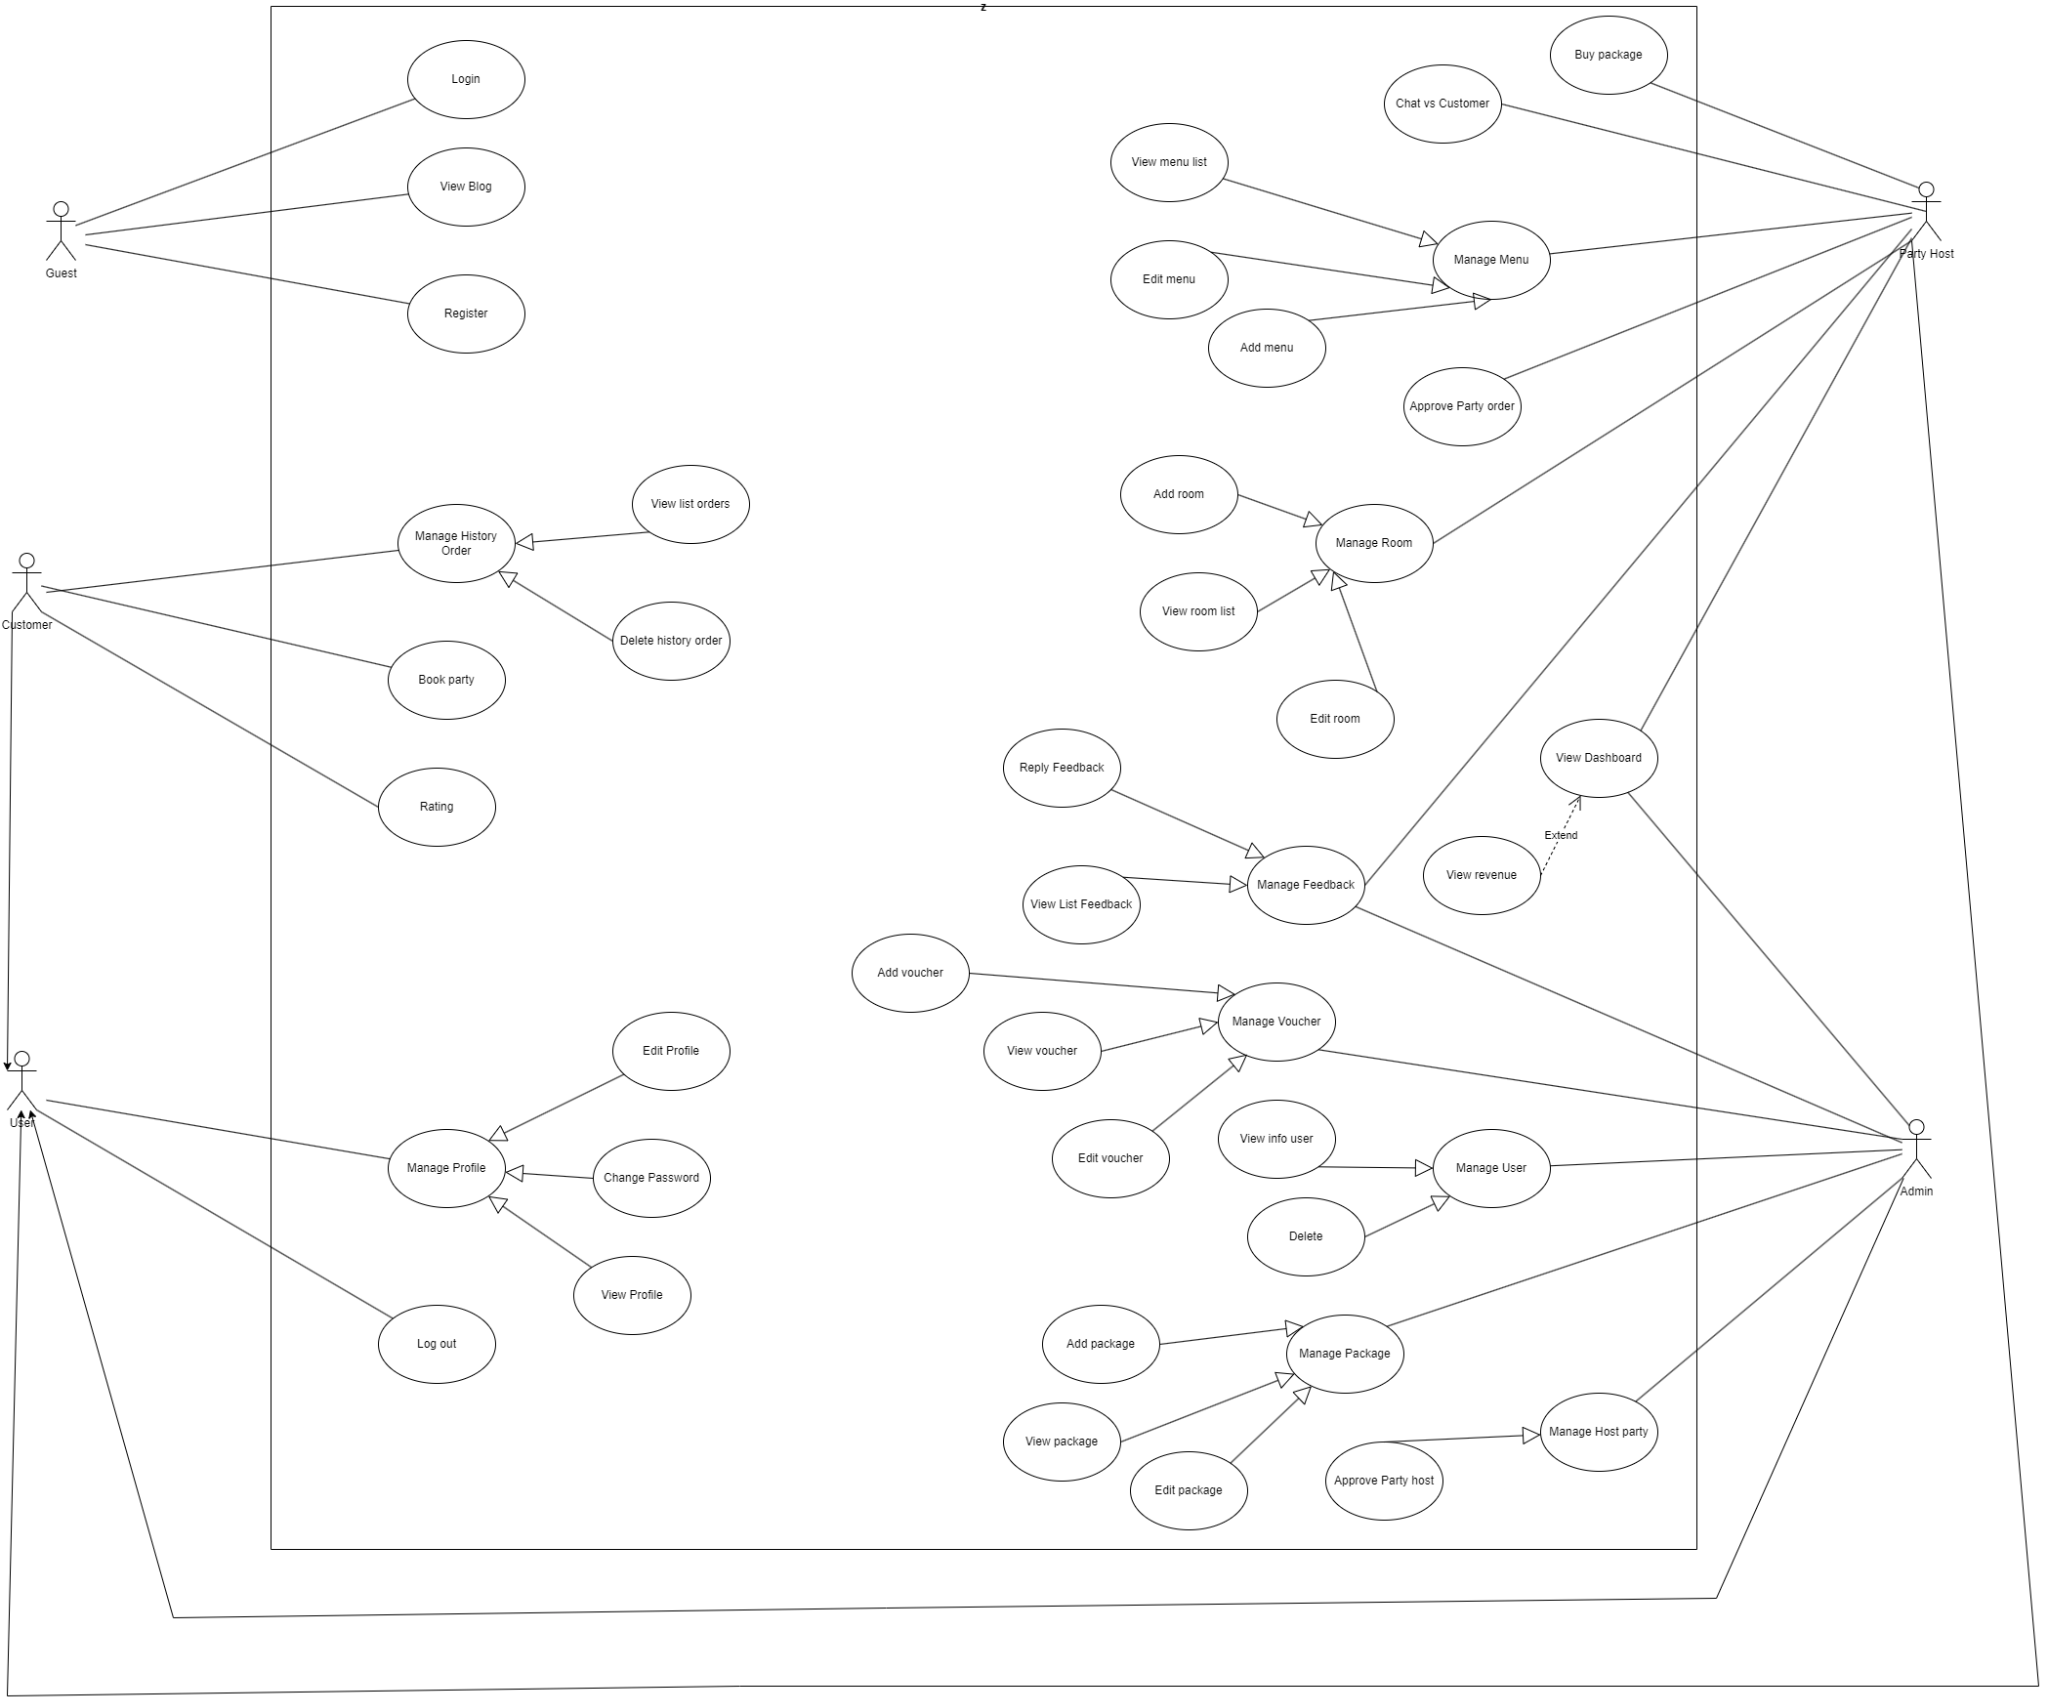 z
Login
View Blog
Register
Guest
Buy package
Chat vs Customer
View menu list
Manage Menu
Edit menu
Add menu
Party Host
Approve Party order
View list orders
Manage History
Order
Delete history order
Customer
Book party
Rating
Add room
Manage Room
View room list
Edit room
View Dashboard
Extend
View revenue
Reply Feedback
Manage Feedback
View List Feedback
Add voucher
Manage Voucher
View voucher
Edit voucher
User
Edit Profile
Manage Profile
Change Password
View Profile
Log out
View info user
Manage User
Delete
Admin
Add package
Manage Package
View package
Edit package
Manage Host party
Approve Party host